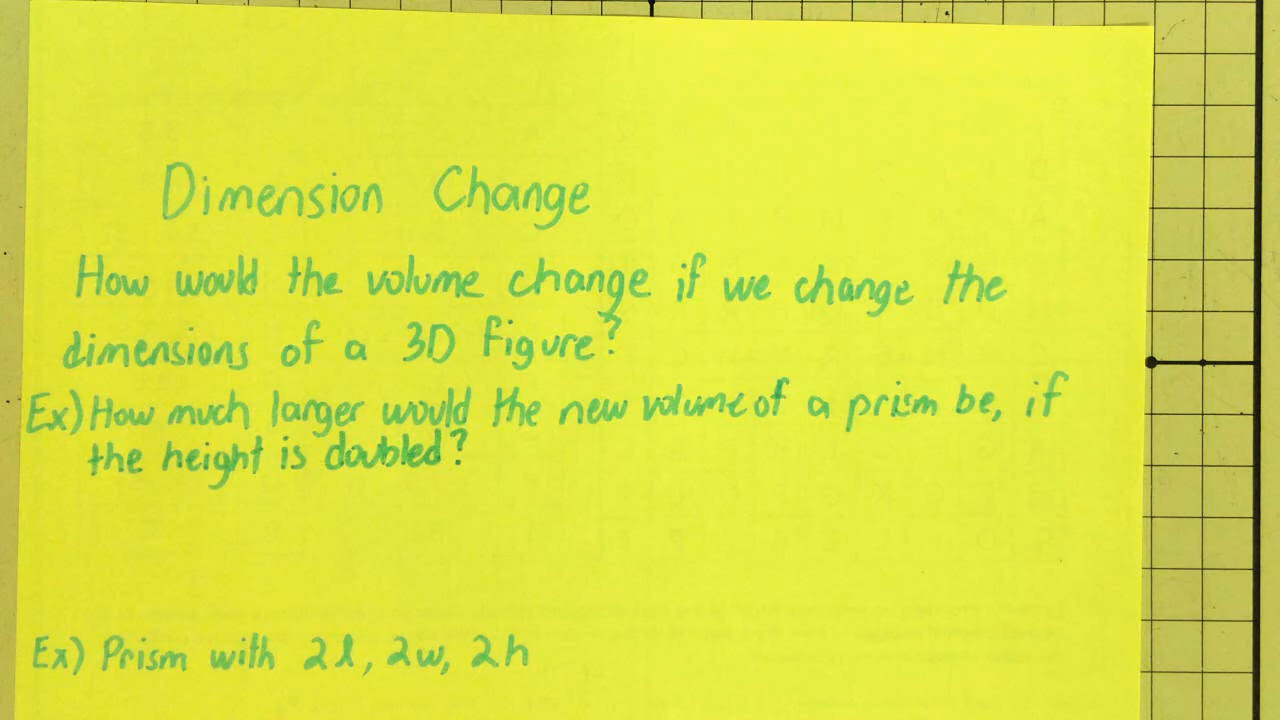 Dimension Change
How would the volume change if we change the
dimensions of a 3D figure?
Ex) How much larger would the new volume of a prism be, if
the height is doubled?
Ex) Prism with 2l, 2w, 2h